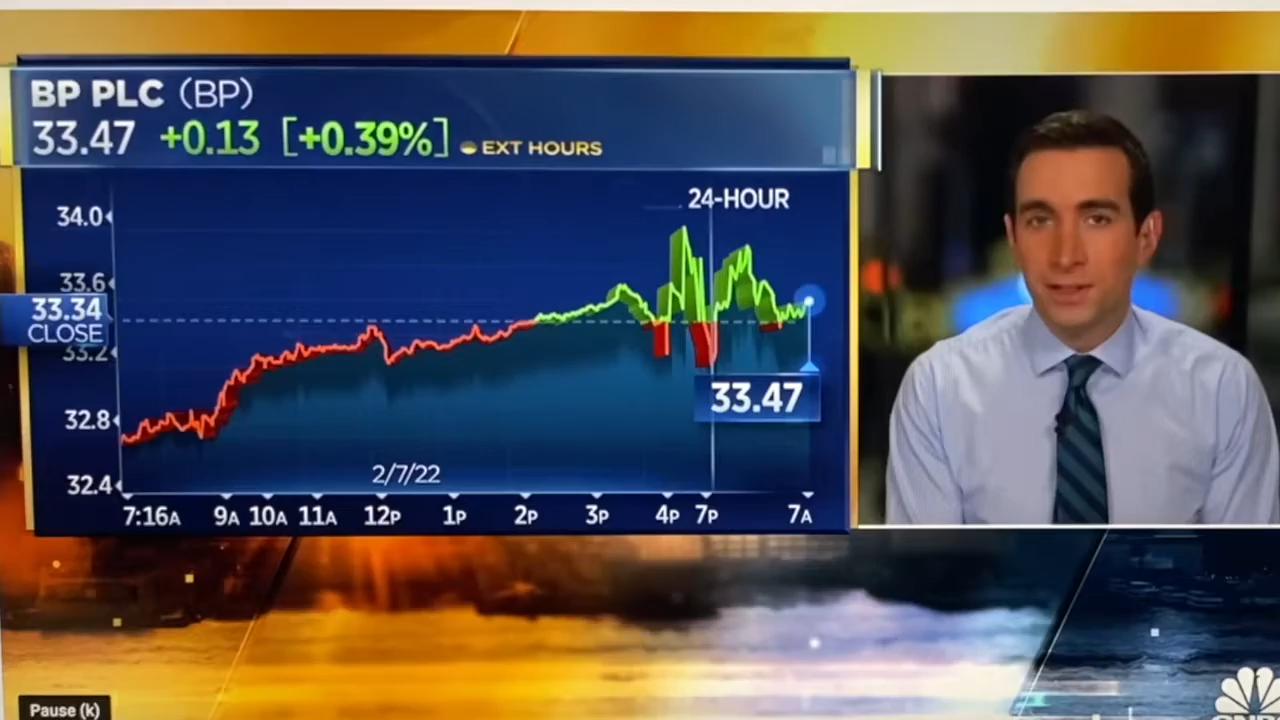 BP PLC (BP)
33.47 +0.13 [+0.39%] EXT HOURS
24-HOUR
34.0
33.6
33.34
CLOSE
33.2
32.8
32.4
33.47
2/7/22
7:16A 9A 10A 11A 12P 1P 2P 3P 4P 7P 7A
Pause (k)